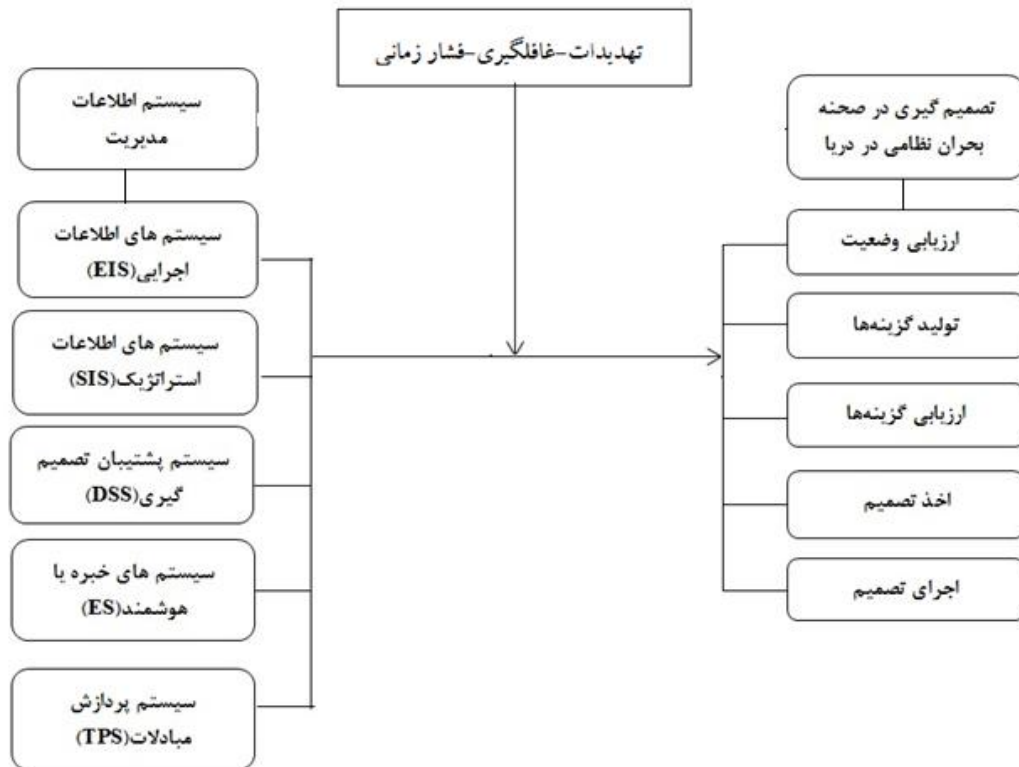 تهدیدات-غافلگیری-فشار زمانی
تصمیم گیری در صحنه
بحران نظامی در دریا
ارزیابی وضعیت
تولید گزینه‌ها
ارزیابی گزینه‌ها
اخذ تصمیم
اجرای تصمیم
سیستم اطلاعات
مدیریت
سیستم های اطلاعات
اجرایی(EIS)
سیستم های اطلاعات
استراتژیک(SIS)
سیستم پشتیبان تصمیم
گیری(DSS)
سیستم های خبره یا
هوشمند(ES)
سیستم پردازش
مبادلات(TPS)